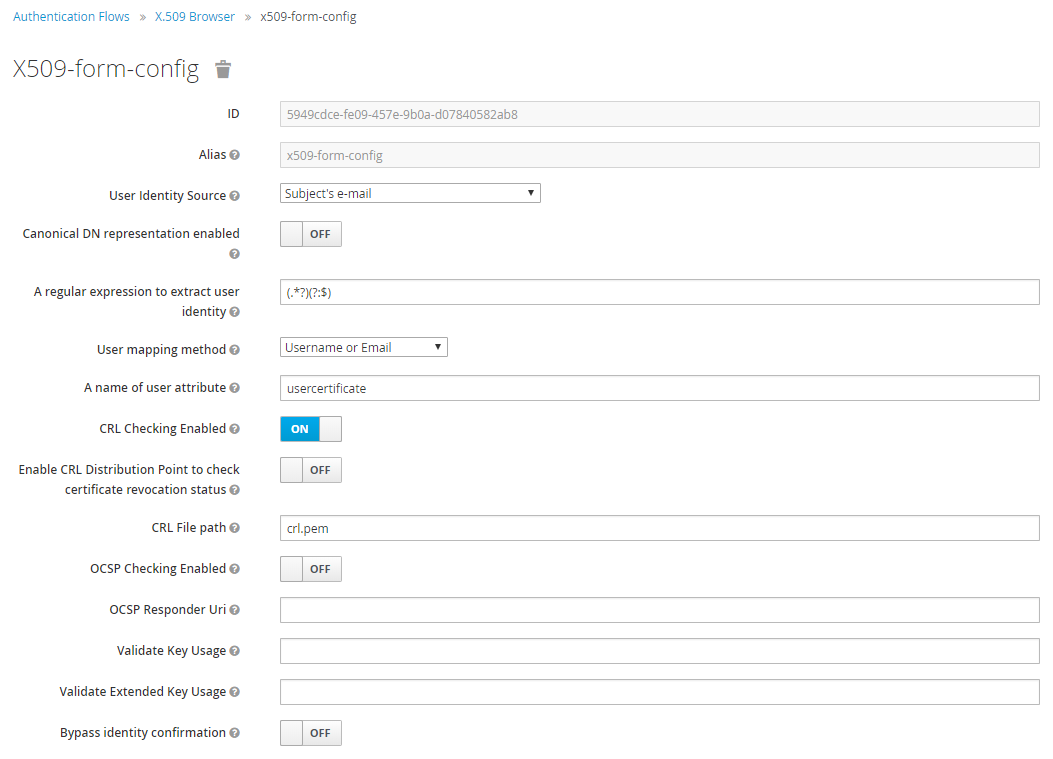 Authentication Flows » X.509 Browser » x509-form-config
X509-form-config
ID 5949cdce-fe09-457e-9b0a-d07840582ab8
Alias x509-form-config
User Identity Source Subject's e-mail
Canonical DN representation enabled OFF
A regular expression to extract user
identity (.*?)(?:$)
User mapping method Username or Email
A name of user attribute usercertificate
CRL Checking Enabled ON
Enable CRL Distribution Point to check
certificate revocation status OFF
CRL File path crl.pem
OCSP Checking Enabled OFF
OCSP Responder Uri
Validate Key Usage
Validate Extended Key Usage
Bypass identity confirmation OFF